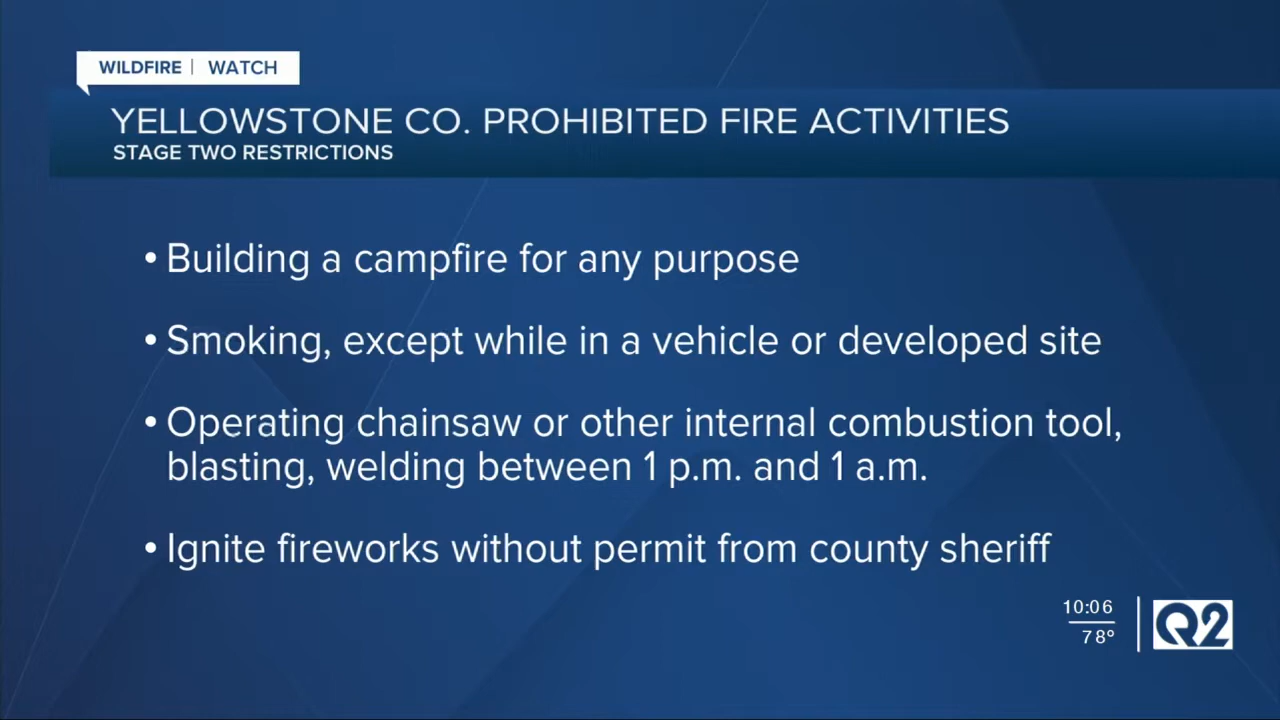 WILDFIRE | WATCH
YELLOWSTONE CO. PROHIBITED FIRE ACTIVITIES
STAGE TWO RESTRICTIONS
• Building a campfire for any purpose
• Smoking, except while in a vehicle or developed site
• Operating chainsaw or other internal combustion tool,
blasting, welding between 1 p.m. and 1 a.m.
• Ignite fireworks without permit from county sheriff
10:06
78°
Q2